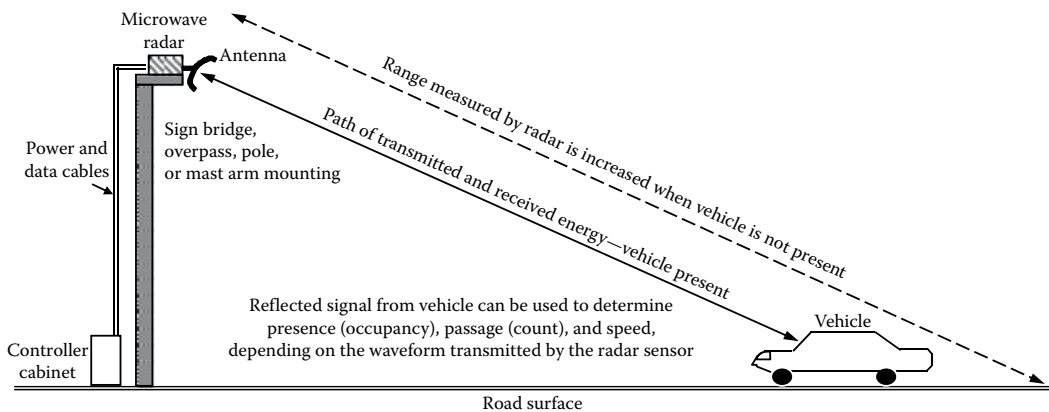 Microwave
radar
Antenna
Range measured by radar is increased when vehicle is not present
Path of transmitted and received energy—vehicle present
Sign bridge,
overpass, pole,
or mast arm mounting
Power and
data cables
Reflected signal from vehicle can be used to determine
presence (occupancy), passage (count), and speed,
depending on the waveform transmitted by the radar sensor
Vehicle
Controller
cabinet
Road surface